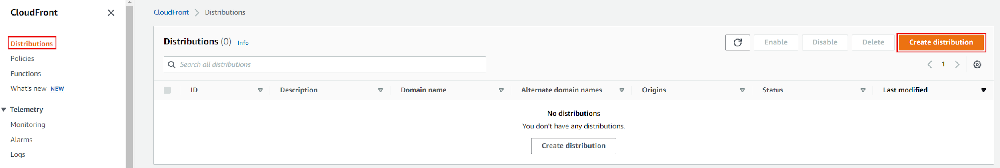 CloudFront
Distributions
Policies
Functions
What's new NEW
Telemetry
Monitoring
Alarms
Logs
CloudFront Distributions
Distributions (0) Info
Enable Disable Delete Create distribution
Search all distributions
1
ID Description Domain name Alternate domain names Origins Status Last modified
No distributions
You don't have any distributions.
Create distribution